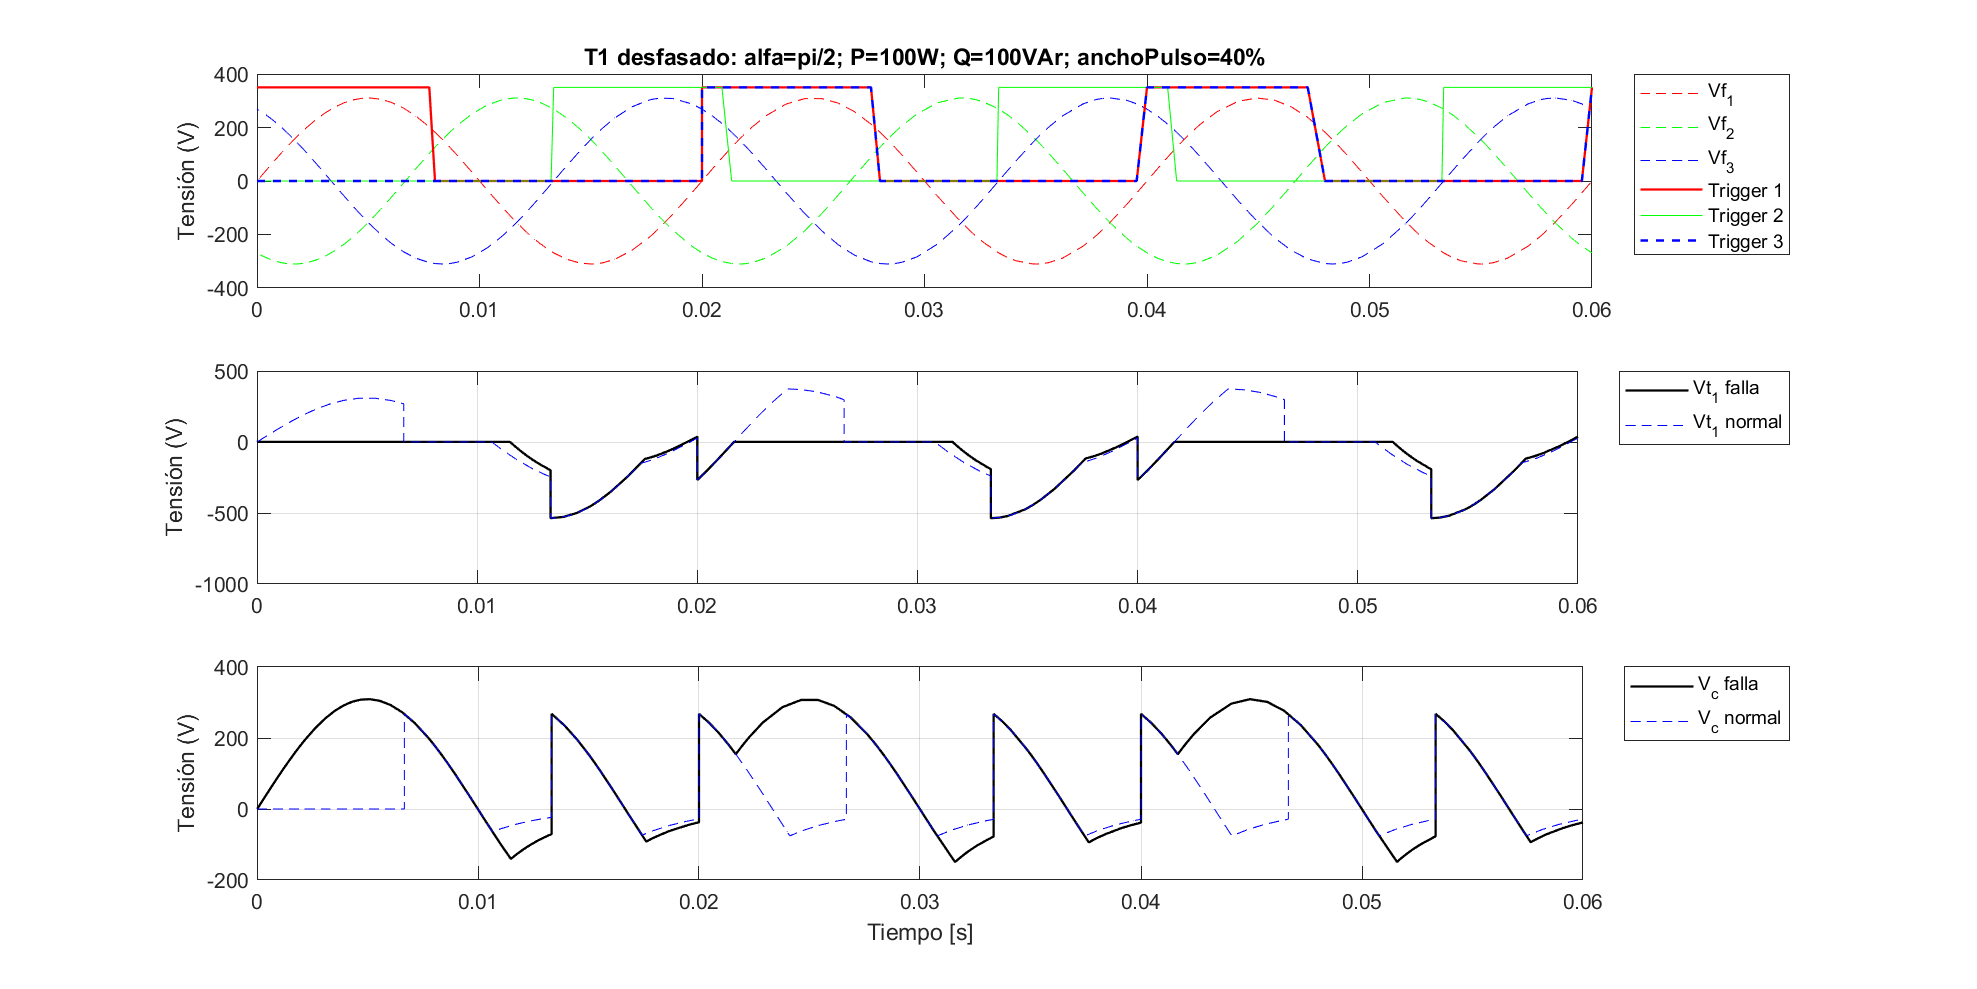 T1 desfasado: alfa=pi/2; P=100W; Q=100VAr; anchoPulso=40%
400
200
0
-200
-400
Tensión (V)
0 0.01 0.02 0.03 0.04 0.05 0.06
Vf1
Vf2
Vf3
Trigger 1
Trigger 2
Trigger 3
500
0
-500
-1000
Tensión (V)
0 0.01 0.02 0.03 0.04 0.05 0.06
Vt1 falla
Vt1 normal
400
200
0
-200
Tensión (V)
0 0.01 0.02 0.03 0.04 0.05 0.06
Tiempo [s]
Vc falla
Vc normal